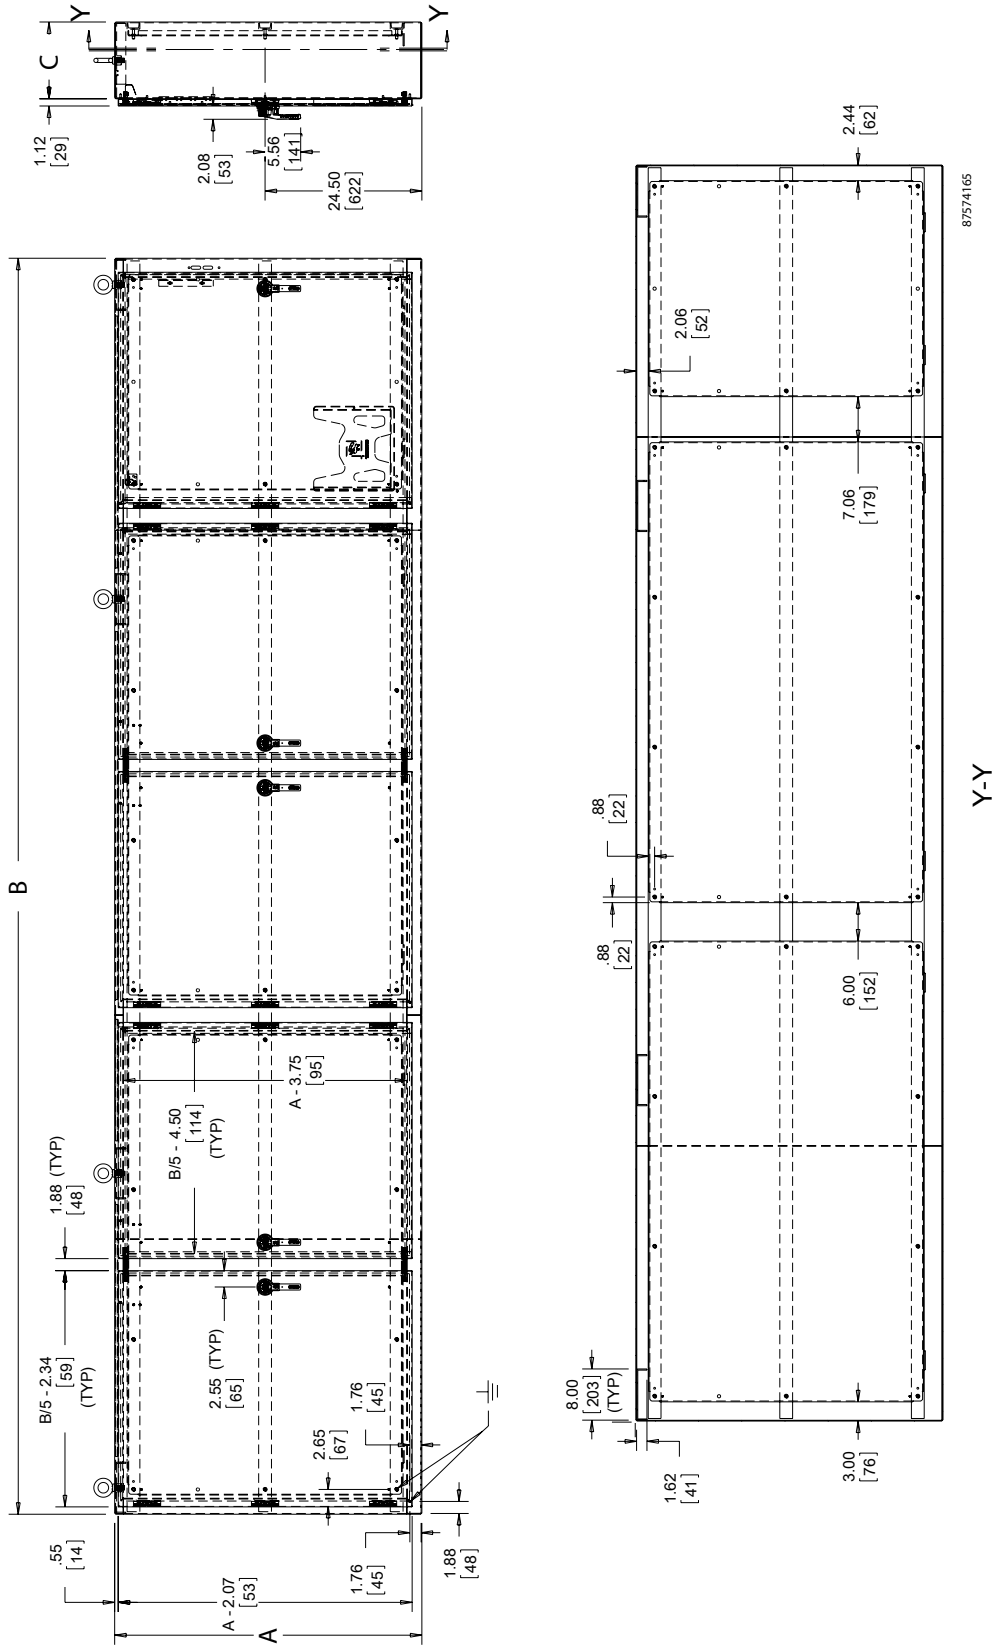 Y
Y
C
1.12
[29]
2.08
[53]
5.56
[141]
24.50
[622]
B
1.88 (TYP)
[48]
B/5 - 2.34
[59]
(TYP)
B/5 - 4.50
[114]
(TYP)
A - 3.75
[95]
2.55 (TYP)
[65]
2.65
[67]
1.76
[45]
.55
[14]
A - 2.07
[53]
A
1.76
[45]
1.88
[48]
2.44
[62]
2.06
[52]
7.06
[179]
.88
[22]
.88
[22]
6.00
[152]
8.00
[203]
(TYP)
1.62
[41]
3.00
[76]
87574165
Y-Y